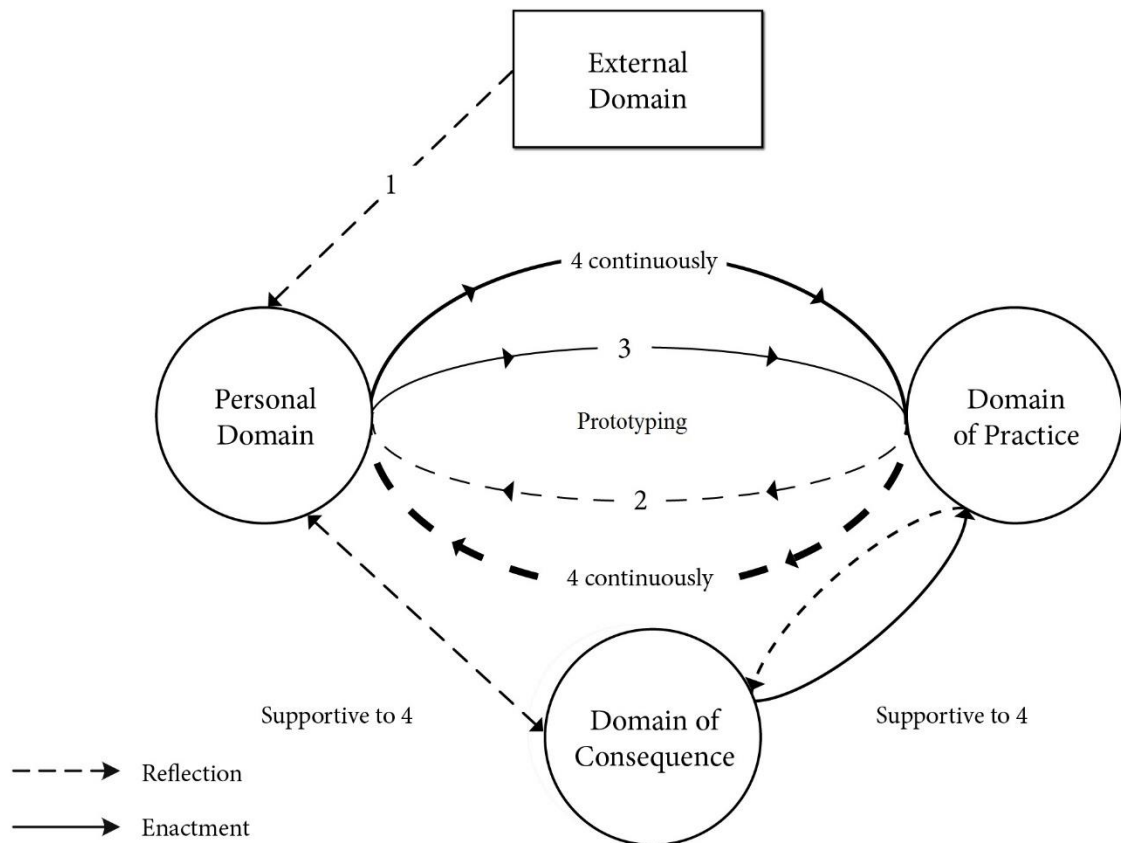 External
Domain
1
4 continuously
3
Personal
Domain
Prototyping
Domain
of Practice
2
4 continuously
Supportive to 4
Domain of
Consequence
Supportive to 4
Reflection
Enactment